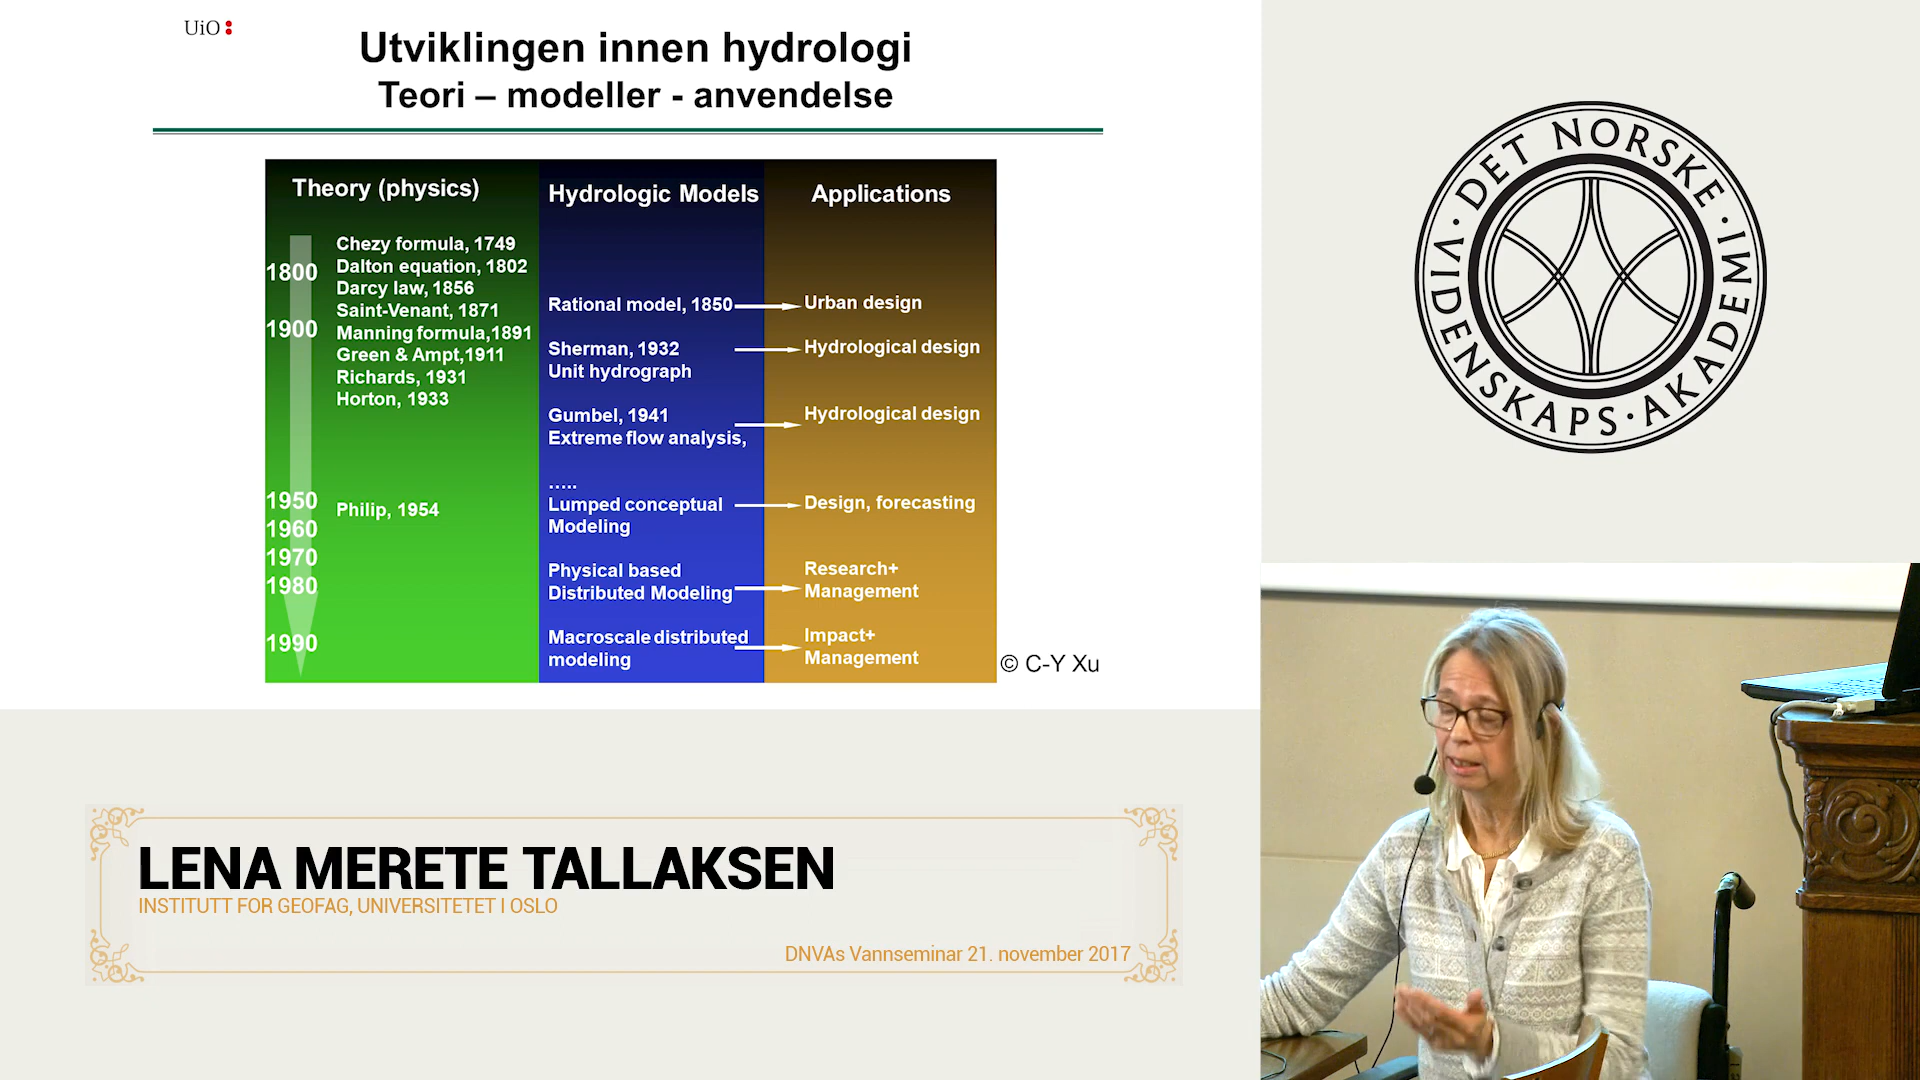 UiO:
Utviklingen innen hydrologi
Teori – modeller - anvendelse
Theory (physics)
1800
1900
1950
1960
1970
1980
1990
Chezy formula, 1749
Dalton equation, 1802
Darcy law, 1856
Saint-Venant, 1871
Manning formula,1891
Green & Ampt,1911
Richards, 1931
Horton, 1933
Philip, 1954
Hydrologic Models
Rational model, 1850
Sherman, 1932
Unit hydrograph
Gumbel, 1941
Extreme flow analysis,
.....
Lumped conceptual
Modeling
Physical based
Distributed Modeling
Macroscale distributed
modeling
Applications
Urban design
Hydrological design
Hydrological design
Design, forecasting
Research+
Management
Impact+
Management
© C-Y Xu
DET NORSKE · VIDENSKAPS · AKADEMI ·
LENA MERETE TALLAKSEN
INSTITUTT FOR GEOFAG, UNIVERSITETET I OSLO
DNVAs Vannseminar 21. november 2017